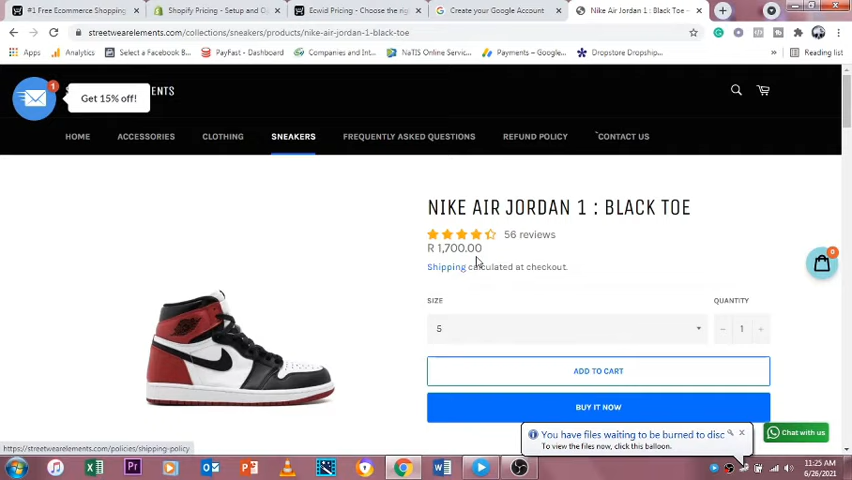 #1 Free Ecommerce Shopping
Shopify Pricing - Setup and O
Ecwid Pricing - Choose the rig
Create your Google Account
Nike Air Jordan 1 : Black Toe -
streetwearelements.com/collections/sneakers/products/nike-air-jordan-1-black-toe
Apps
Select a Facebook B...
PayFast - Dashboard
Companies and Inte...
NaTIS Online
Payments – Google...
Dropstore Dropship...
»
Reading list
1
Get 15% off!
HOME
ACCESSORIES
CLOTHING
SNEAKERS
FREQUENTLY ASKED QUESTIONS
REFUND POLICY
`CONTACT US
NIKE AIR JORDAN 1 : BLACK TOE
56 reviews
R 1,700.00
Shipping calculated at checkout.
0
SIZE
QUANTITY
5
− 1 +
ADD TO CART
BUY IT NOW
You have files waiting to be burned to disc
To view the files now, click this balloon.
Chat with us
https://streetwearelements.com/policies/shipping-policy
11:25 AM
6/26/2021